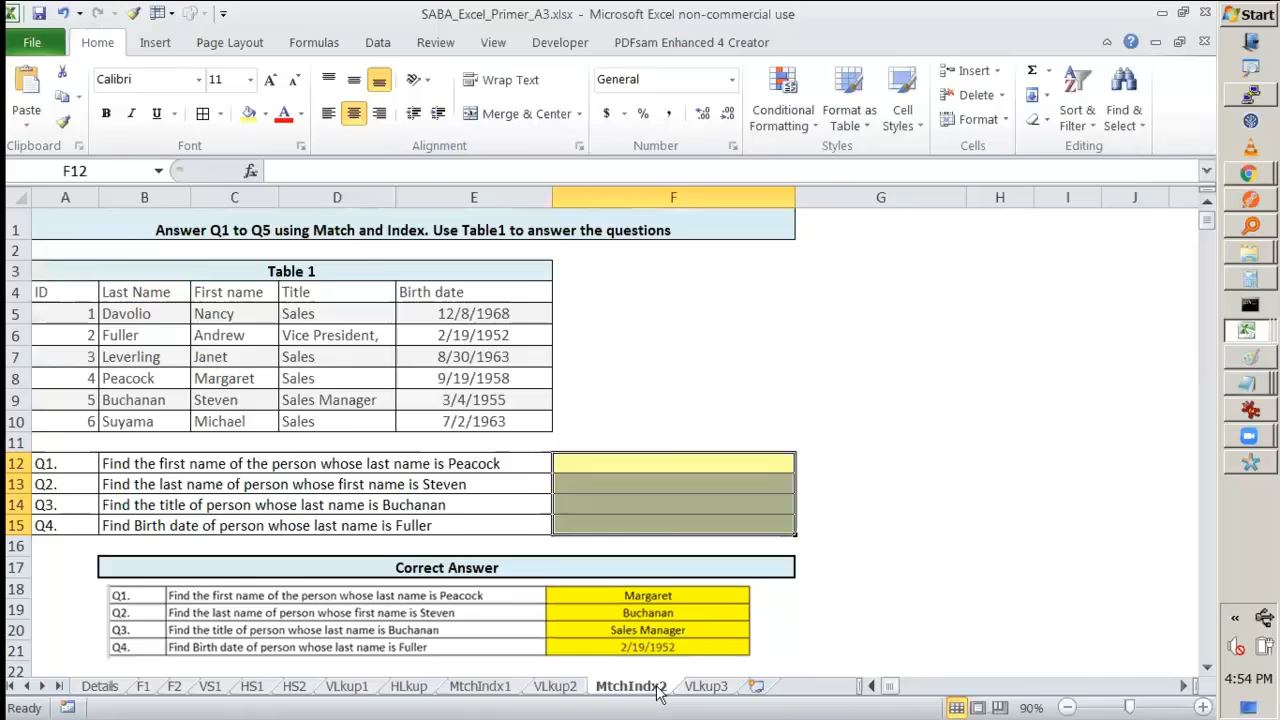 SABA_Excel_Primer_A3.xlsx - Microsoft Excel non-commercial use
Start
File Home Insert Page Layout Formulas Data Review View Developer PDFsam Enhanced 4 Creator
Calibri 11 Wrap Text General Insert Σ
Paste B I U Merge & Center $ % , Conditional Formatting Format as Table Cell Styles Delete Format Sort & Filter Find & Select
Clipboard Font Alignment Number Styles Cells Editing
F12 fx
A B C D E F G H I J
1 Answer Q1 to Q5 using Match and Index. Use Table1 to answer the questions
2
3 Table 1
4 ID Last Name First name Title Birth date
5 1 Davolio Nancy Sales 12/8/1968
6 2 Fuller Andrew Vice President, 2/19/1952
7 3 Leverling Janet Sales 8/30/1963
8 4 Peacock Margaret Sales 9/19/1958
9 5 Buchanan Steven Sales Manager 3/4/1955
10 6 Suyama Michael Sales 7/2/1963
11
12 Q1. Find the first name of the person whose last name is Peacock
13 Q2. Find the last name of person whose first name is Steven
14 Q3. Find the title of person whose last name is Buchanan
15 Q4. Find Birth date of person whose last name is Fuller
16
17 Correct Answer
18 Q1. Find the first name of the person whose last name is Peacock Margaret
19 Q2. Find the last name of person whose first name is Steven Buchanan
20 Q3. Find the title of person whose last name is Buchanan Sales Manager
21 Q4. Find Birth date of person whose last name is Fuller 2/19/1952
22
Details F1 F2 VS1 HS1 HS2 VLkup1 HLkup MtchIndx1 VLkup2 MtchIndx2 VLkup3
4:54 PM
Ready 90%